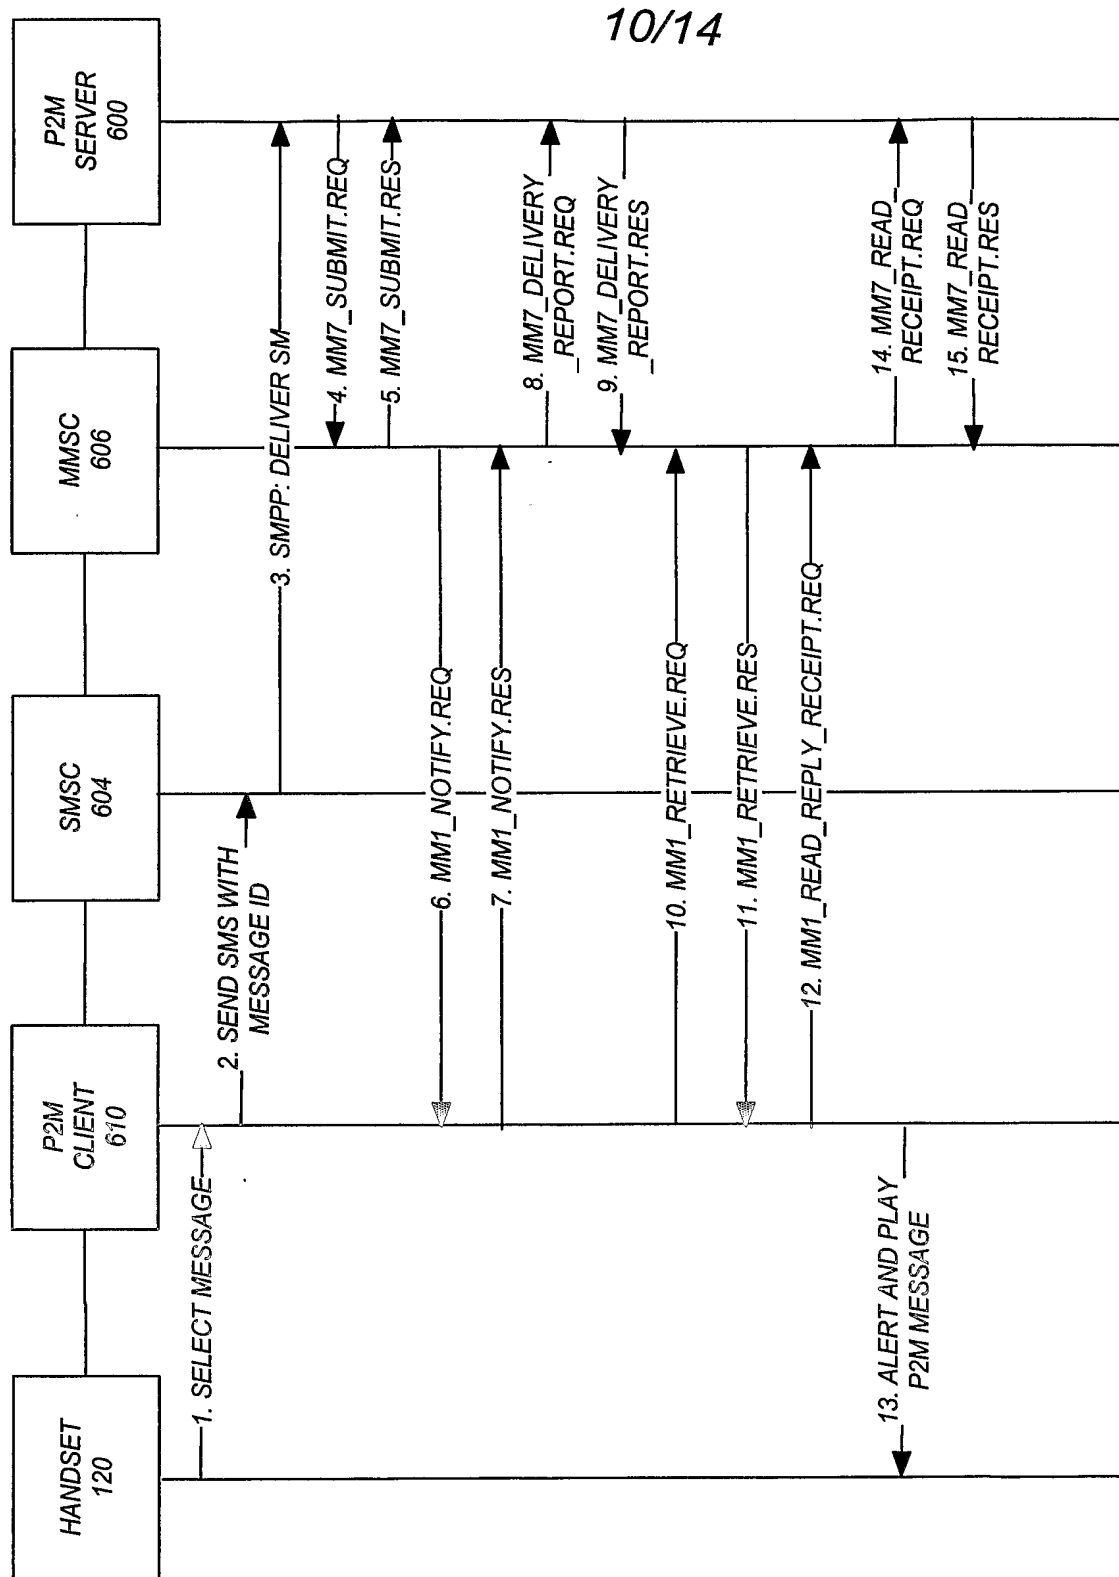 10/14
HANDSET
120
P2M
CLIENT
610
SMSC
604
MMSC
606
P2M
SERVER
600
1. SELECT MESSAGE
2. SEND SMS WITH
MESSAGE ID
3. SMPP: DELIVER SM
4. MM7_SUBMIT.REQ
5. MM7_SUBMIT.RES
6. MM1_NOTIFY.REQ
7. MM1_NOTIFY.RES
8. MM7_DELIVERY
_REPORT.REQ
9. MM7_DELIVERY
_REPORT.RES
10. MM1_RETRIEVE.REQ
11. MM1_RETRIEVE.RES
12. MM1_READ_REPLY_RECEIPT.REQ
13. ALERT AND PLAY
P2M MESSAGE
14. MM7_READ_
RECEIPT.REQ
15. MM7_READ_
RECEIPT.RES